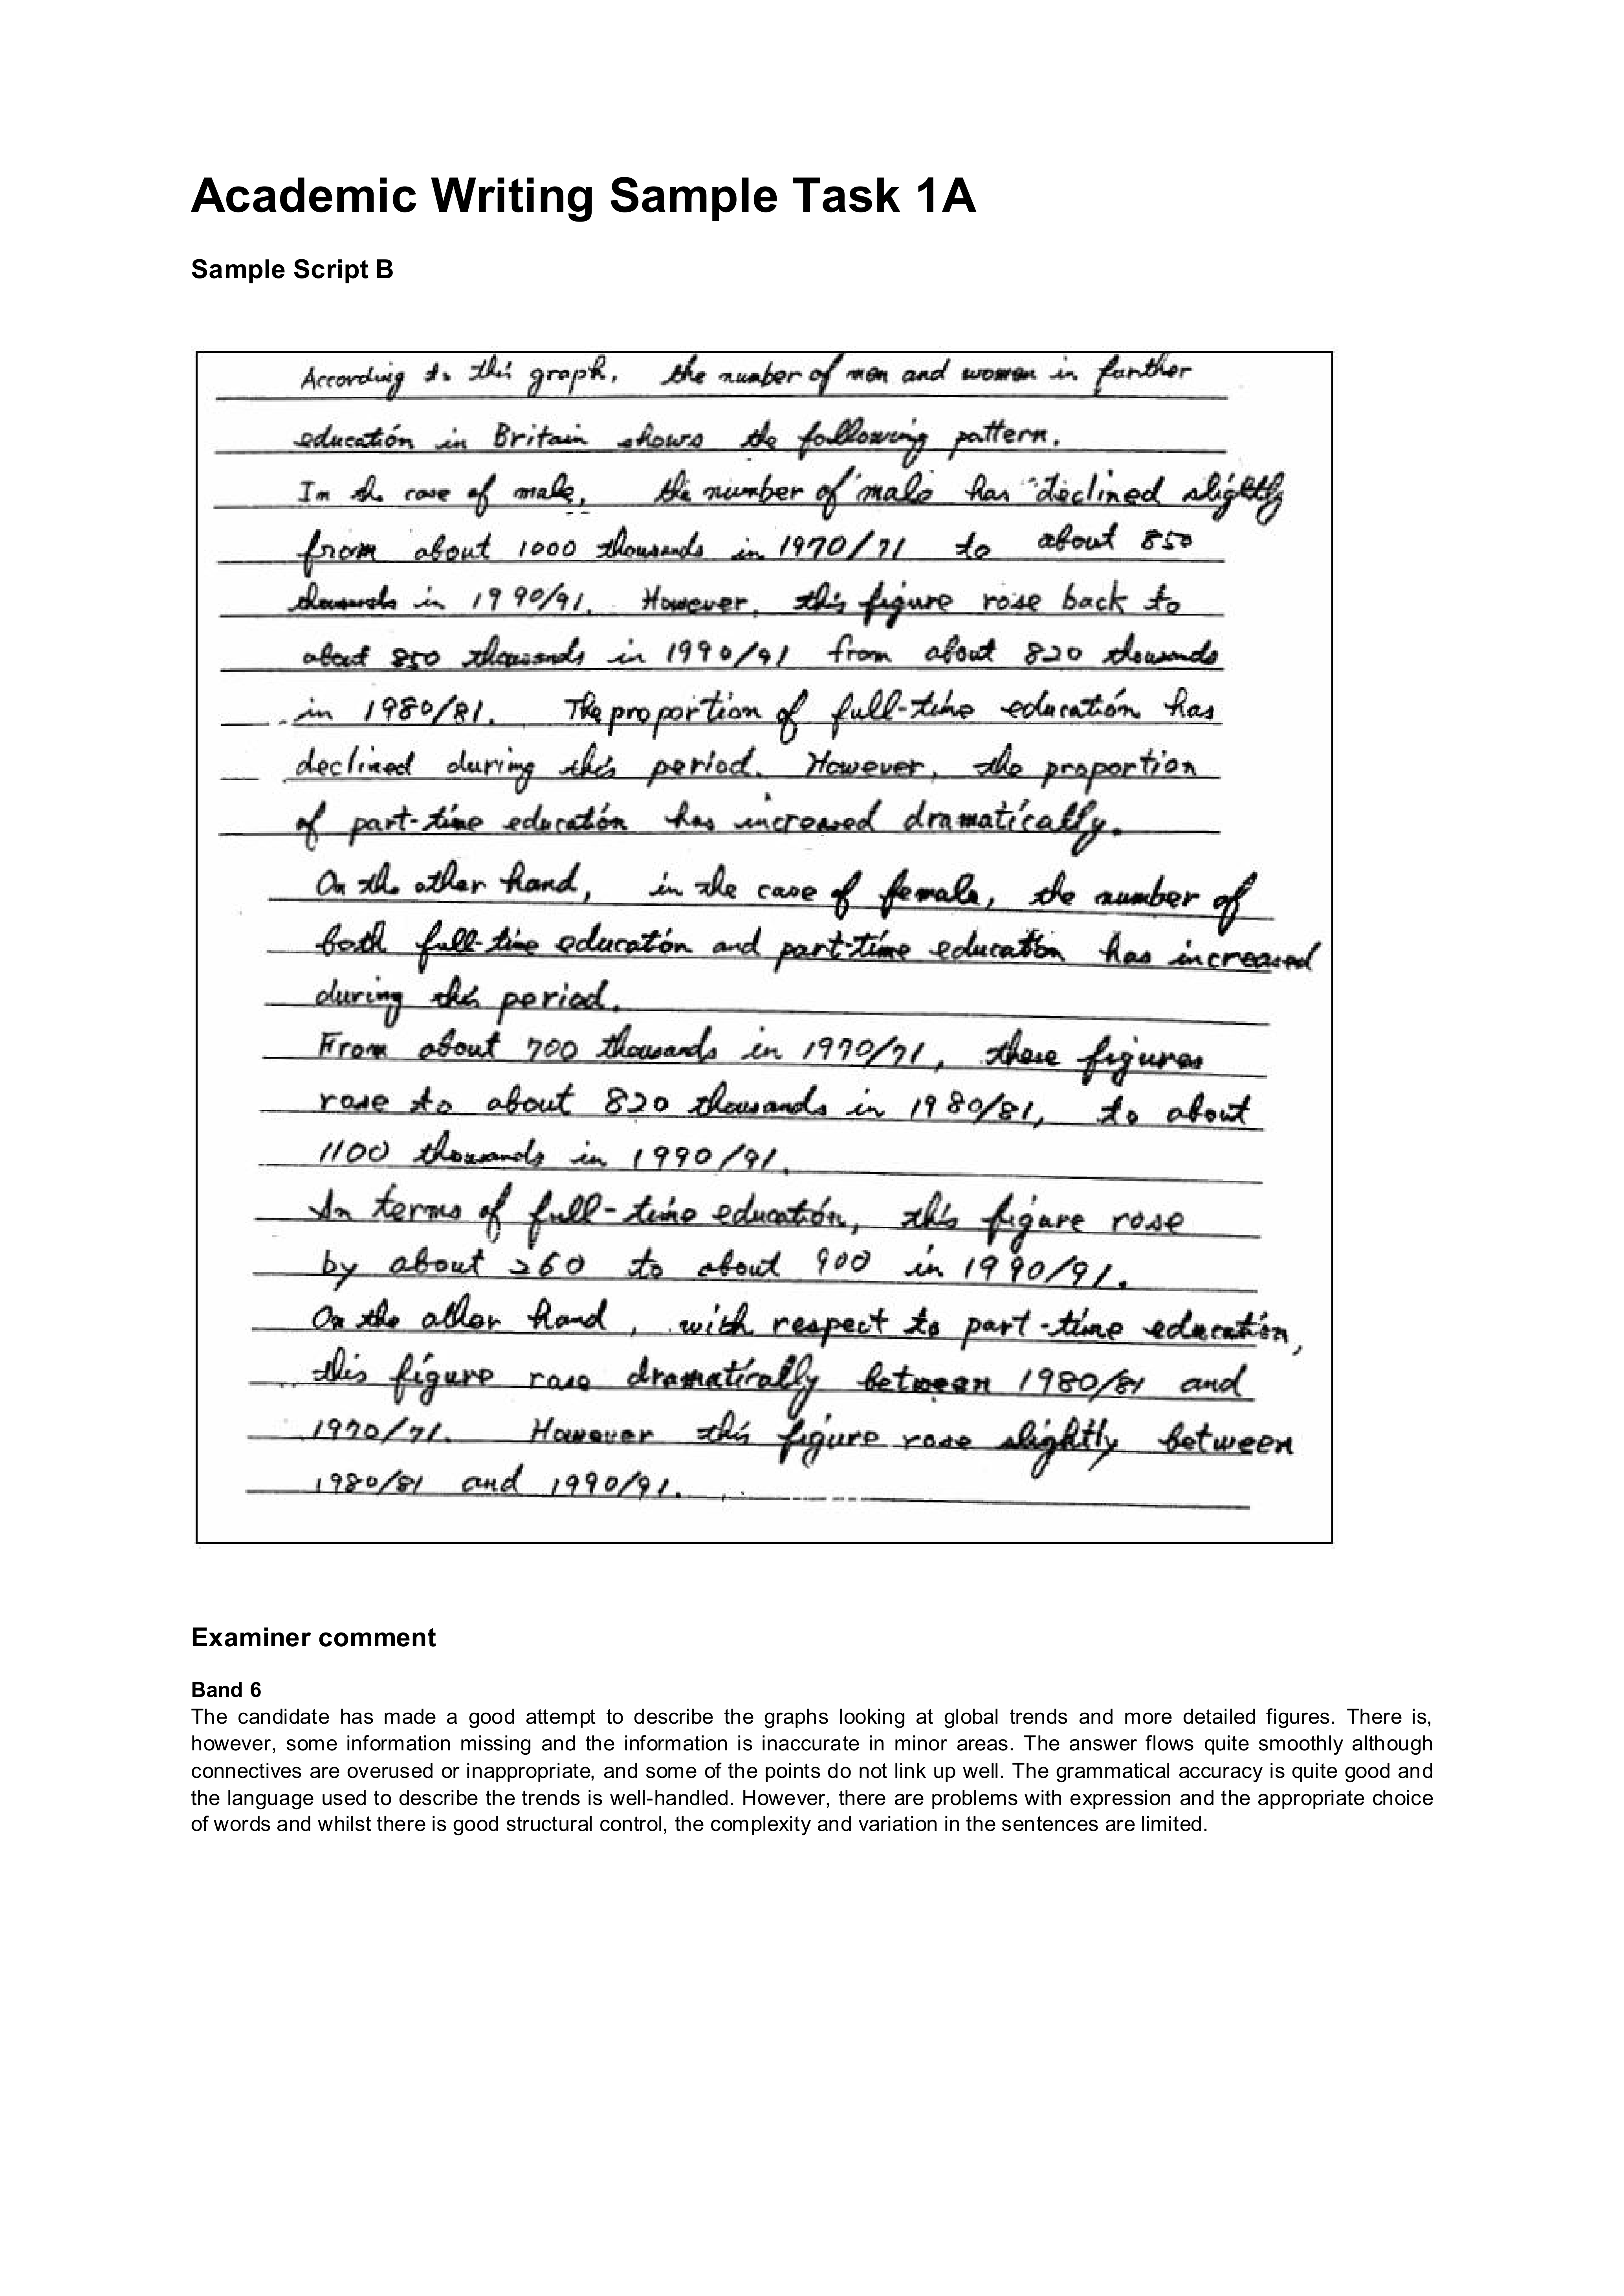 Academic Writing Sample Task 1A
Sample Script B
According to this graph, the number of men and women in farther
education in Britain shows the following pattern.
In the case of male, the number of male has declined slightly
from about 1000 thousands in 1970/71 to about 850
thousands in 1990/91. However, this figure rose back to
about 850 thousands in 1990/91 from about 820 thousands
in 1980/81. The proportion of full-time education has
declined during this period. However, the proportion
of part-time education has increased dramatically.
On the other hand, in the case of female, the number of
both full-time education and part-time education has increased
during this period.
From about 700 thousands in 1970/71, these figures
rose to about 820 thousands in 1980/81, to about
1100 thousands in 1990/91.
In terms of full-time education, this figure rose
by about 260 to about 900 in 1990/91.
On the other hand, with respect to part-time education,
this figure rose dramatically between 1980/81 and
1970/71. However this figure rose slightly between
1980/81 and 1990/91.
Examiner comment
Band 6
The candidate has made a good attempt to describe the graphs looking at global trends and more detailed figures. There is,
however, some information missing and the information is inaccurate in minor areas. The answer flows quite smoothly although
connectives are overused or inappropriate, and some of the points do not link up well. The grammatical accuracy is quite good and
the language used to describe the trends is well-handled. However, there are problems with expression and the appropriate choice
of words and whilst there is good structural control, the complexity and variation in the sentences are limited.